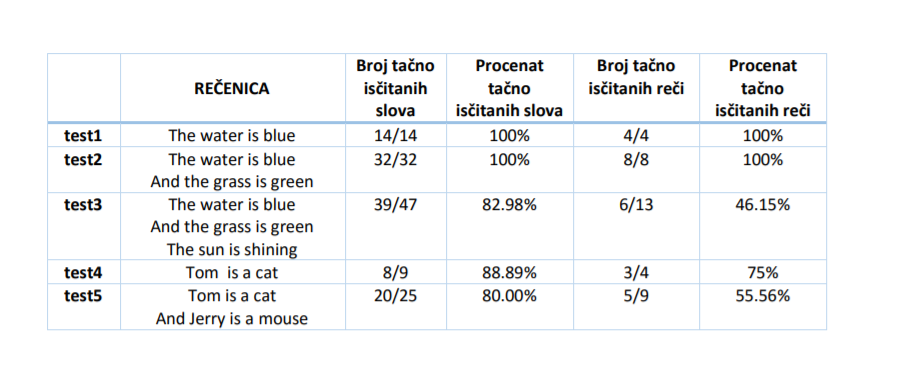 REČENICA Broj tačno isčitanih slova Procenat tačno isčitanih slova Broj tačno isčitanih reči Procenat tačno isčitanih reči
test1 The water is blue 14/14 100% 4/4 100%
test2 The water is blue 32/32 100% 8/8 100%
And the grass is green
test3 The water is blue 39/47 82.98% 6/13 46.15%
And the grass is green
The sun is shining
test4 Tom is a cat 8/9 88.89% 3/4 75%
test5 Tom is a cat 20/25 80.00% 5/9 55.56%
And Jerry is a mouse